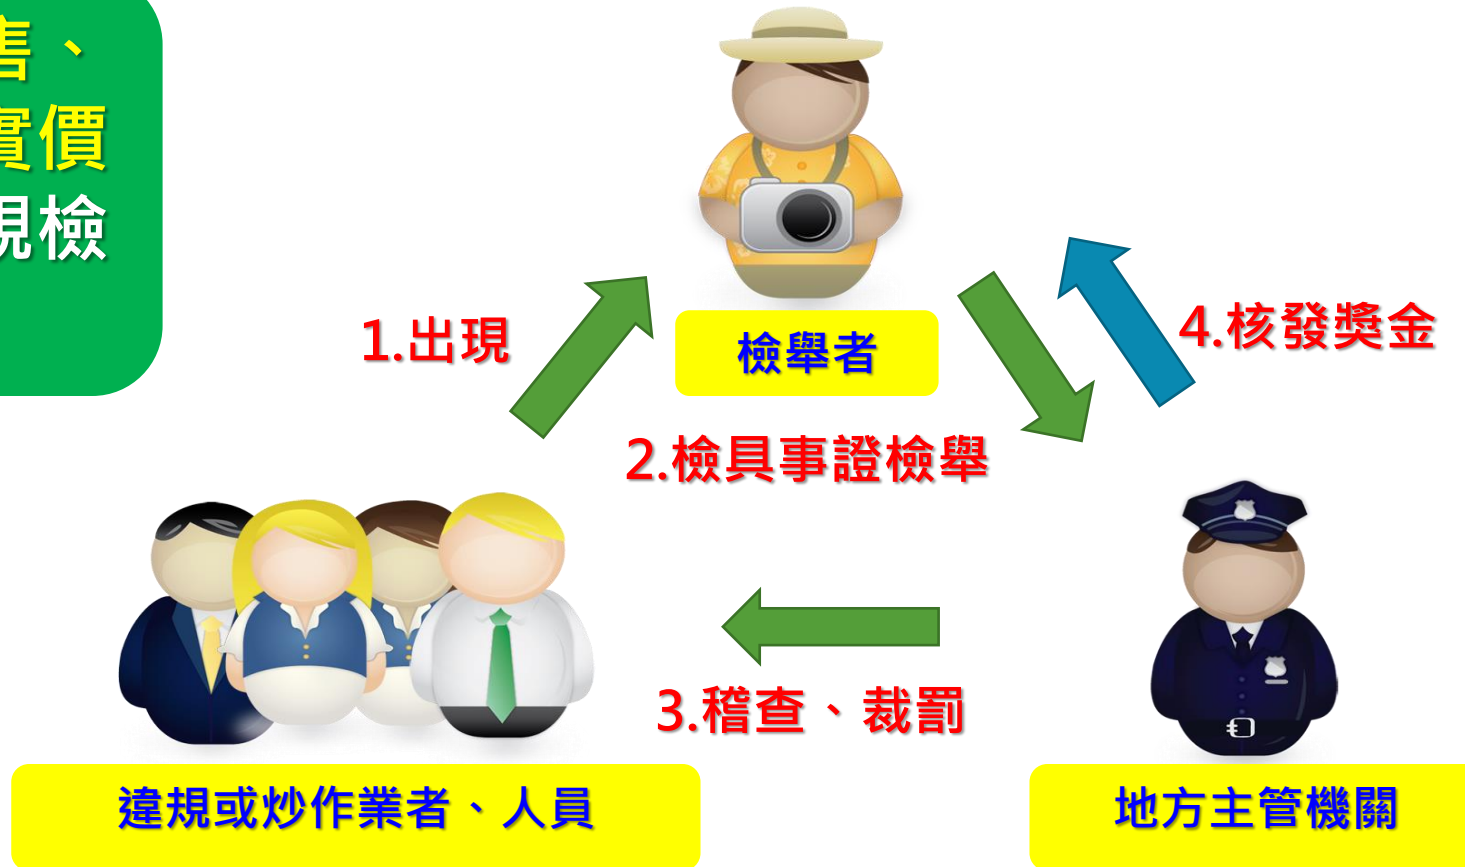 售、
實價
規檢
1.出現
4.核發獎金
檢舉者
2.檢具事證檢舉
3.稽查、裁罰
違規或炒作業者、人員
地方主管機關